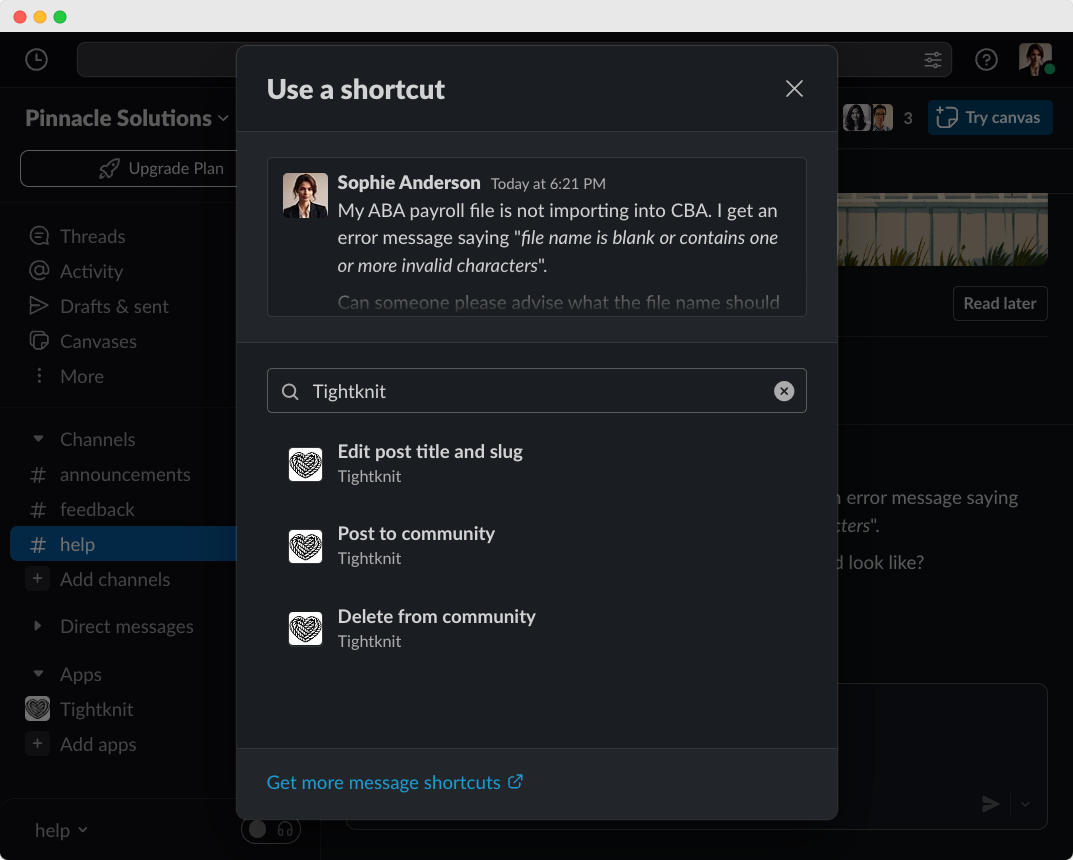 Use a shortcut
Pinnacle Solutions
3
Try canvas
Upgrade Plan
Threads
Activity
Drafts & sent
Canvases
More
Channels
# announcements
# feedback
# help
+ Add channels
Direct messages
Apps
Tightknit
+ Add apps
help
Sophie Anderson Today at 6:21 PM
My ABA payroll file is not importing into CBA. I get an
error message saying "file name is blank or contains one
or more invalid characters".
Can someone please advise what the file name should
Tightknit
Edit post title and slug
Tightknit
Post to community
Tightknit
Delete from community
Tightknit
Get more message shortcuts
Read later
error message saying
ters".
look like?